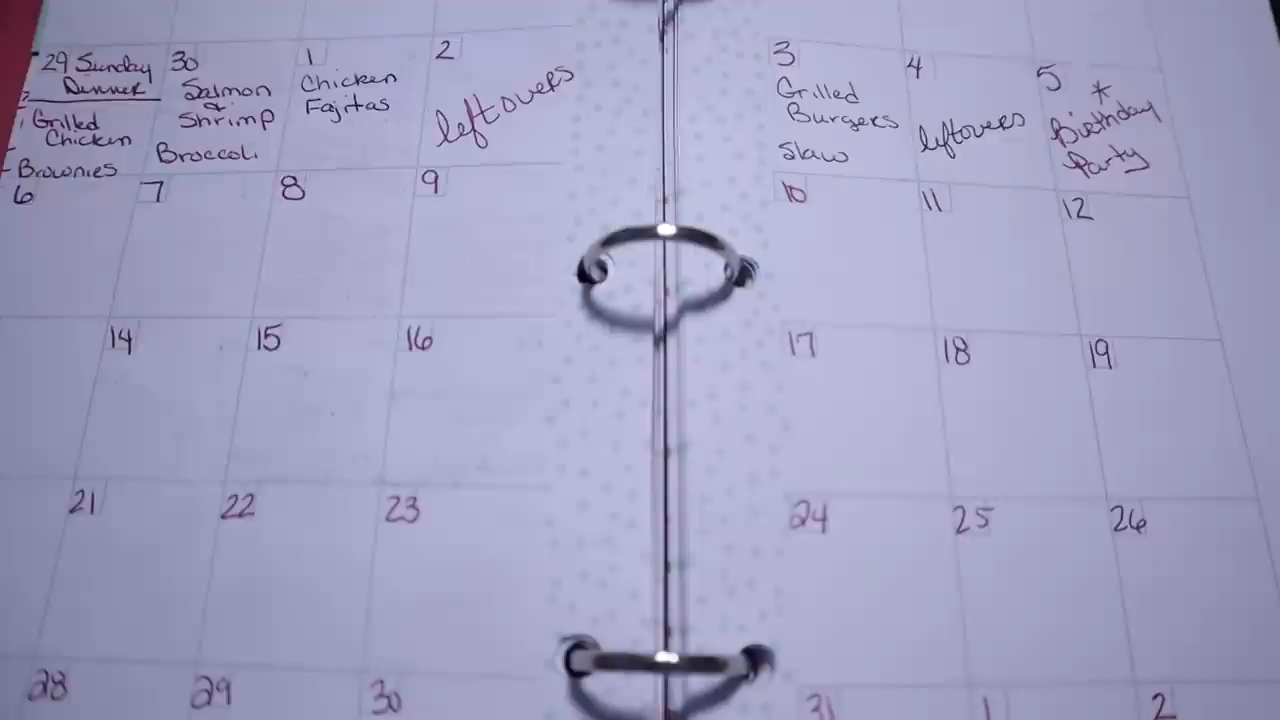 29 Sunday
Dinner
Grilled
Chicken
Brownies
30
Salmon
&
Shrimp
Broccoli
1
Chicken
Fajitas
2
leftovers
3
Grilled
Burgers
Slaw
4
leftovers
5 *
Birthday
Party
6
7
8
9
10
11
12
14
15
16
17
18
19
21
22
23
24
25
26
28
29
30
31
1
2